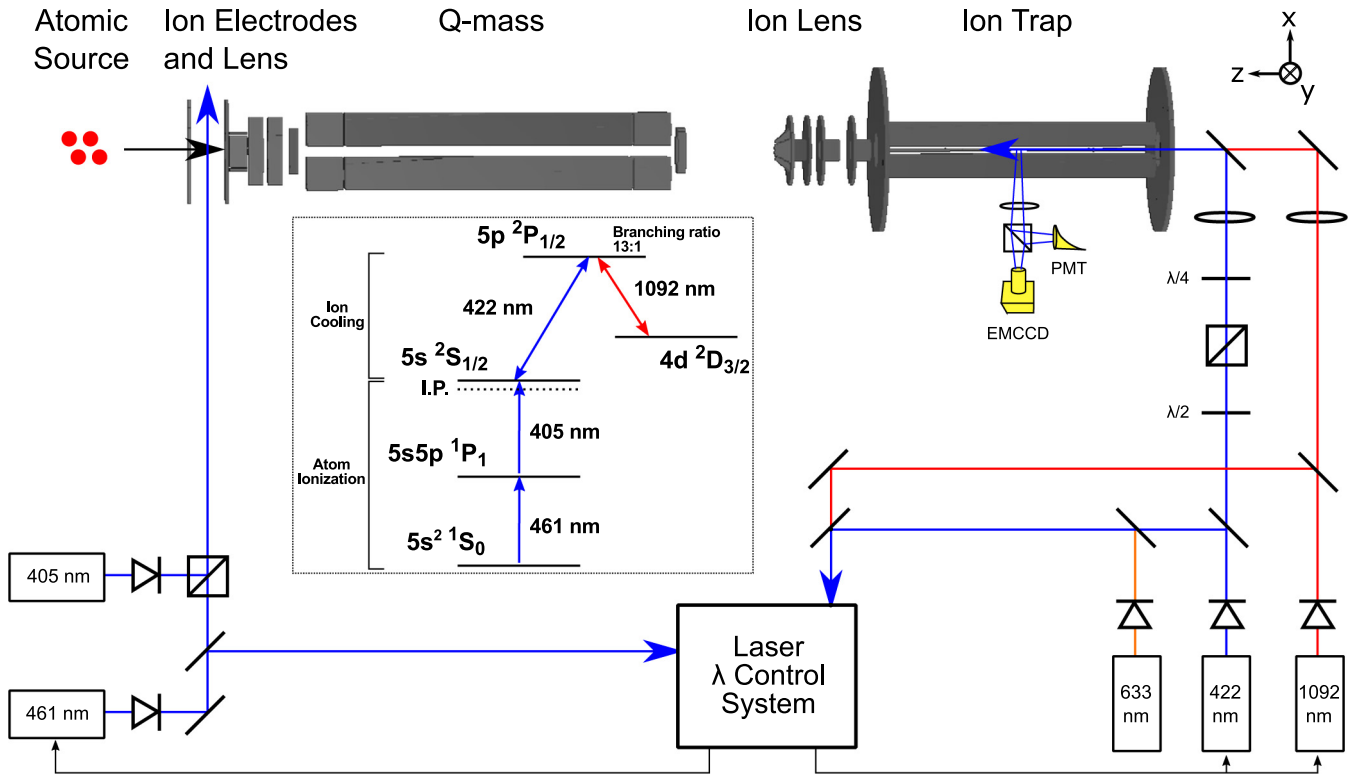 Atomic
Source
Ion Electrodes
and Lens
Q-mass
Ion Lens
Ion Trap
x
z
y
5p ²P₁/₂
Branching ratio
13:1
Ion
Cooling
422 nm
1092 nm
5s ²S₁/₂
4d ²D₃/₂
I.P.
405 nm
5s5p ¹P₁
Atom
Ionization
461 nm
5s² ¹S₀
PMT
EMCCD
λ/4
λ/2
405 nm
461 nm
Laser
λ Control
System
633
nm
422
nm
1092
nm